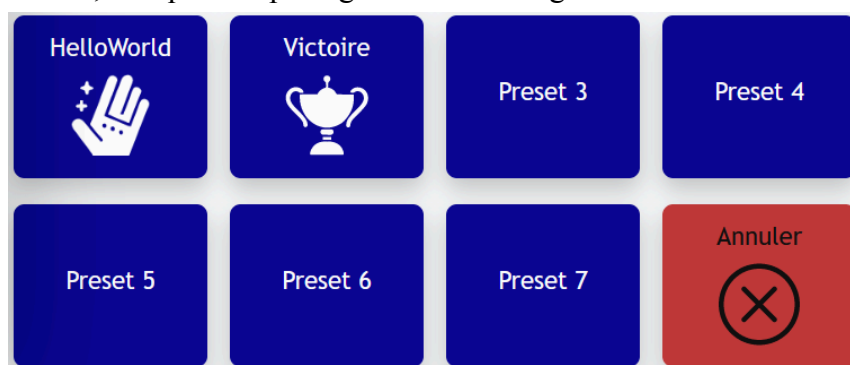 HelloWorld
Victoire
Preset 3
Preset 4
Annuler
Preset 5
Preset 6
Preset 7